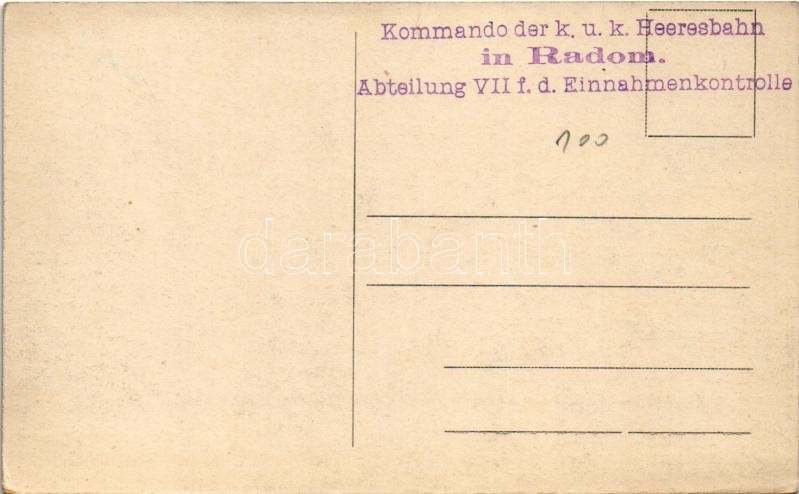 Kommando der k. u. k. Heeresbahn
in Radom.
Abteilung VII f. d. Einnahmenkontrolle
100
darabanth